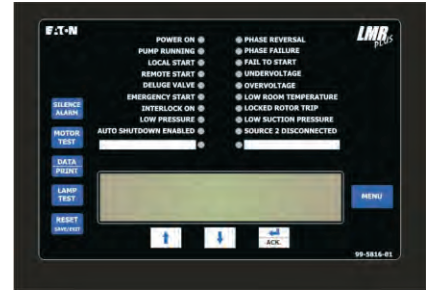 EATON
LMR
plus
POWER ON
PUMP RUNNING
LOCAL START
REMOTE START
DELUGE VALVE
EMERGENCY START
INTERLOCK ON
LOW PRESSURE
AUTO SHUTDOWN ENABLED
PHASE REVERSAL
PHASE FAILURE
FAIL TO START
UNDERVOLTAGE
OVERVOLTAGE
LOW ROOM TEMPERATURE
LOCKED ROTOR TRIP
LOW SUCTION PRESSURE
SOURCE 2 DISCONNECTED
SILENCE
ALARM
MOTOR
TEST
DATA
PRINT
LAMP
TEST
RESET
SAVE/EXIT
MENU
ACK.
99-5816-01